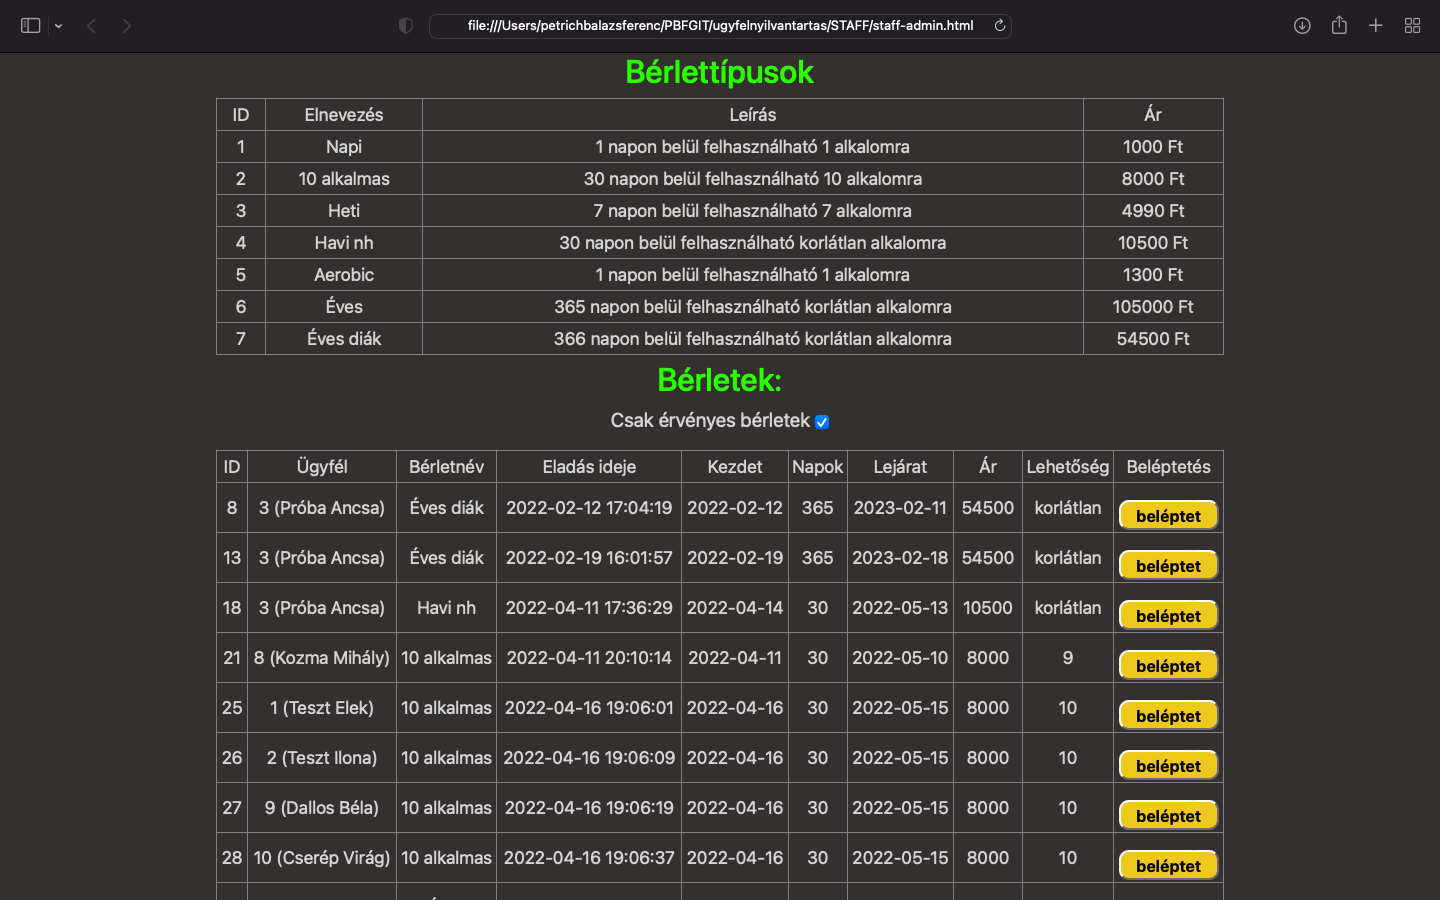 file:///Users/petrichbalazsferenc/PBFGIT/ugyfelnyilvantartas/STAFF/staff-admin.html
Bérlettípusok
ID Elnevezés Leírás Ár
1 Napi 1 napon belül felhasználható 1 alkalomra 1000 Ft
2 10 alkalmas 30 napon belül felhasználható 10 alkalomra 8000 Ft
3 Heti 7 napon belül felhasználható 7 alkalomra 4990 Ft
4 Havi nh 30 napon belül felhasználható korlátlan alkalomra 10500 Ft
5 Aerobic 1 napon belül felhasználható 1 alkalomra 1300 Ft
6 Éves 365 napon belül felhasználható korlátlan alkalomra 105000 Ft
7 Éves diák 366 napon belül felhasználható korlátlan alkalomra 54500 Ft
Bérletek:
Csak érvényes bérletek
ID Ügyfél Bérletnév Eladás ideje Kezdet Napok Lejárat Ár Lehetőség Beléptetés
8 3 (Próba Ancsa) Éves diák 2022-02-12 17:04:19 2022-02-12 365 2023-02-11 54500 korlátlan beléptet
13 3 (Próba Ancsa) Éves diák 2022-02-19 16:01:57 2022-02-19 365 2023-02-18 54500 korlátlan beléptet
18 3 (Próba Ancsa) Havi nh 2022-04-11 17:36:29 2022-04-14 30 2022-05-13 10500 korlátlan beléptet
21 8 (Kozma Mihály) 10 alkalmas 2022-04-11 20:10:14 2022-04-11 30 2022-05-10 8000 9 beléptet
25 1 (Teszt Elek) 10 alkalmas 2022-04-16 19:06:01 2022-04-16 30 2022-05-15 8000 10 beléptet
26 2 (Teszt Ilona) 10 alkalmas 2022-04-16 19:06:09 2022-04-16 30 2022-05-15 8000 10 beléptet
27 9 (Dallos Béla) 10 alkalmas 2022-04-16 19:06:19 2022-04-16 30 2022-05-15 8000 10 beléptet
28 10 (Cserép Virág) 10 alkalmas 2022-04-16 19:06:37 2022-04-16 30 2022-05-15 8000 10 beléptet